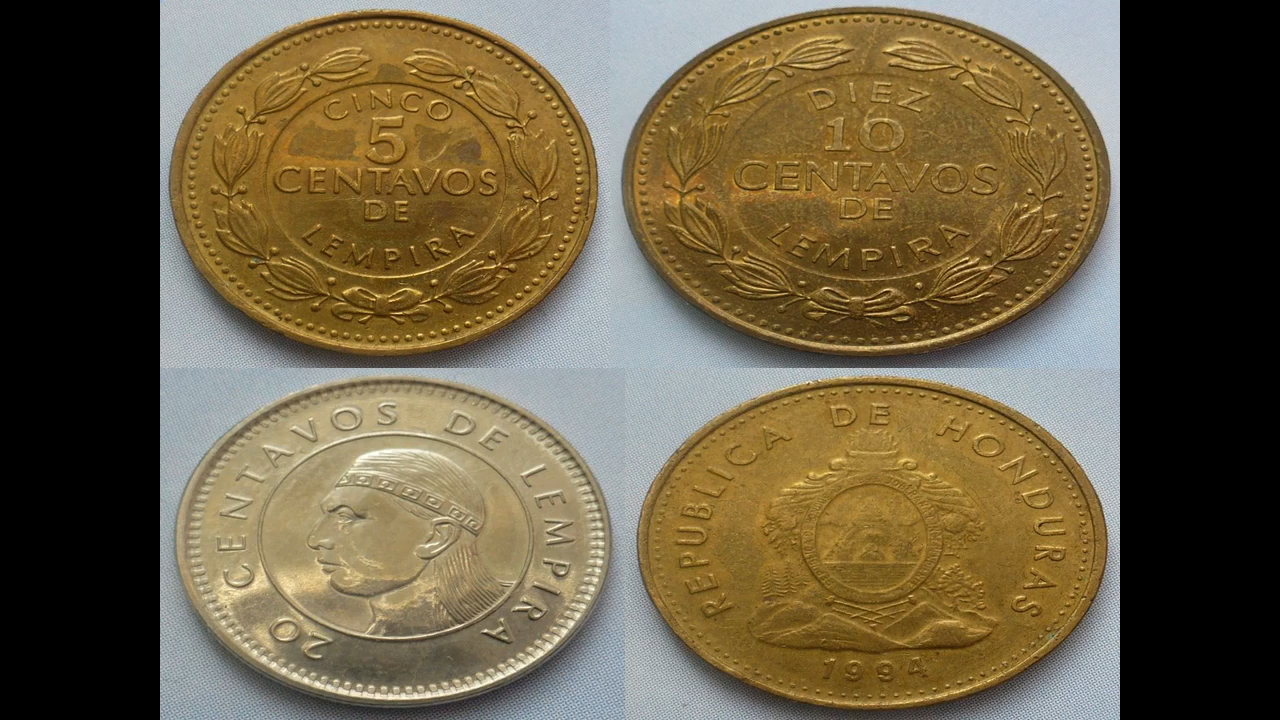 CINCO
5
CENTAVOS
DE
LEMPIRA
DIEZ
10
CENTAVOS
DE
LEMPIRA
20 CENTAVOS DE LEMPIRA
REPUBLICA DE HONDURAS
1994